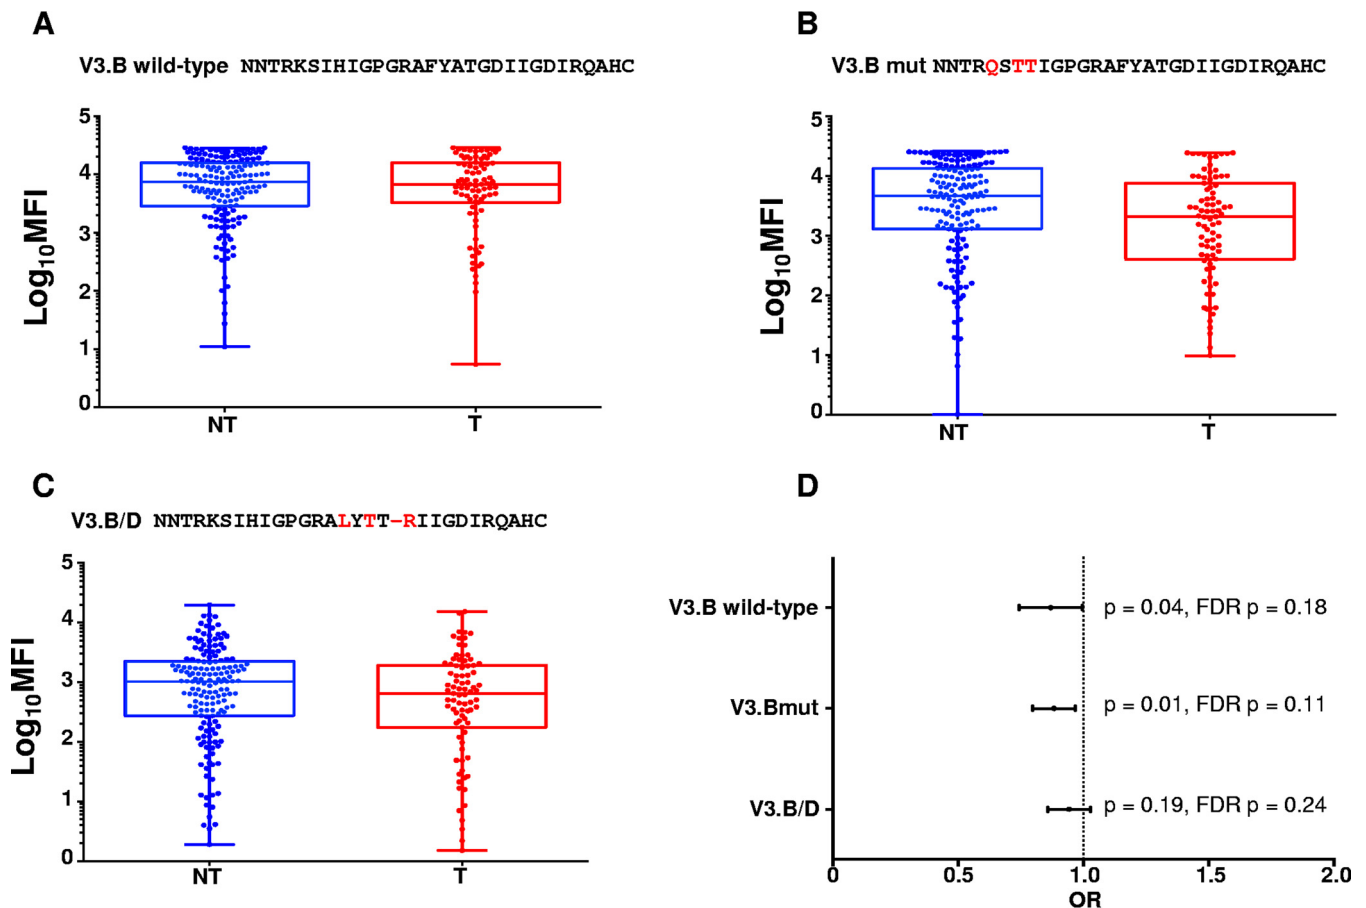 A
V3.B wild-type NNTRKSIHIGPGRAFYATGDIIGDIRQAHC
Log10MFI
5
4
3
2
1
0
NT
T
B
V3.B mut NNTRQSTTIGPGRAFYATGDIIGDIRQAHC
Log10MFI
5
4
3
2
1
0
NT
T
C
V3.B/D NNTRKSIHIGPGRALYTT-RIIGDIRQAHC
Log10MFI
5
4
3
2
1
0
NT
T
D
V3.B wild-type
p = 0.04, FDR p = 0.18
V3.Bmut
p = 0.01, FDR p = 0.11
V3.B/D
p = 0.19, FDR p = 0.24
0 0.5 1.0 1.5 2.0
OR